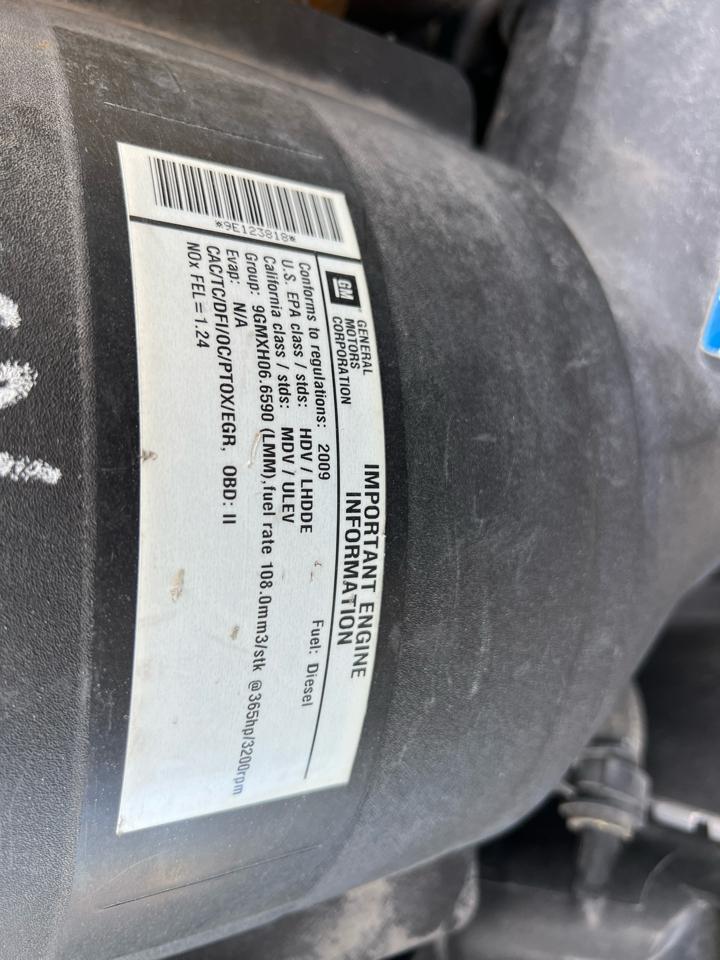 *9E123818*
GM
GENERAL
MOTORS
CORPORATION
IMPORTANT ENGINE
INFORMATION
Conforms to regulations: 2009 Fuel: Diesel
U.S. EPA class / stds: HDV / LHDDE
California class / stds: MDV / ULEV
Group: 9GMXH06.6590 (LMM),fuel rate 108.0mm3/stk @365hp/3200rpm
Evap: N/A
CAC/TC/DFI/OC/PTOX/EGR, OBD: II
NOx FEL=1.24